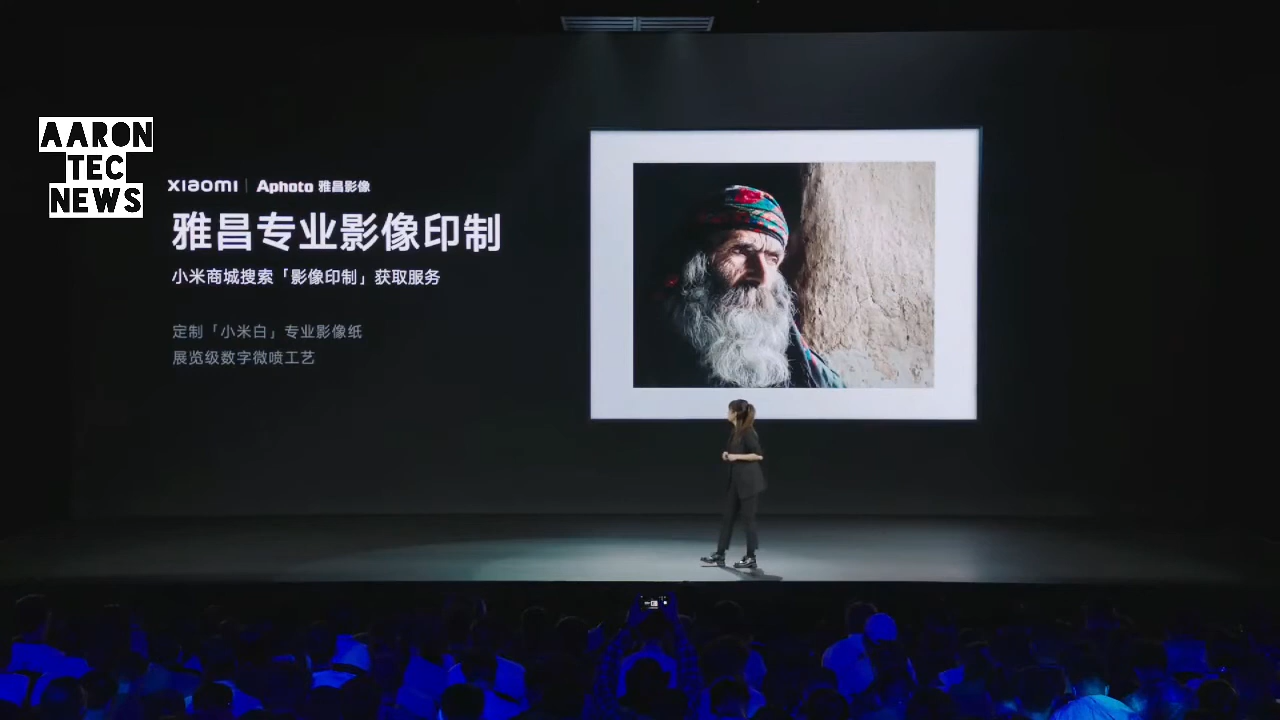 AARON
TEC
NEWS
xiaomi | Aphoto 雅昌影像
雅昌专业影像印制
小米商城搜索「影像印制」获取服务
定制「小米白」专业影像纸
展览级数字微喷工艺